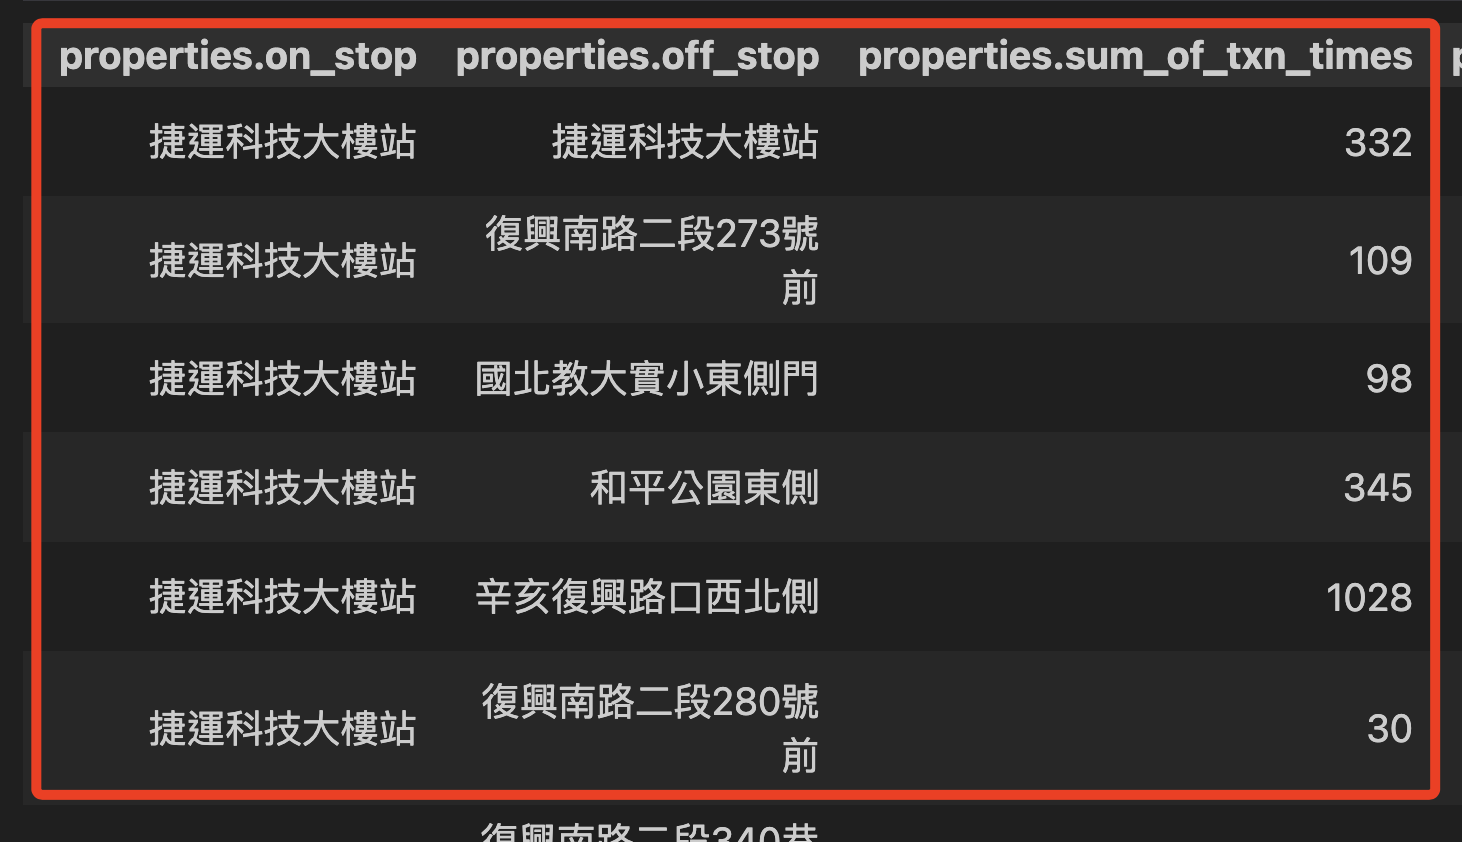 properties.on_stop properties.off_stop properties.sum_of_txn_times
捷運科技大樓站 捷運科技大樓站 332
捷運科技大樓站 復興南路二段273號
前 109
捷運科技大樓站 國北教大實小東側門 98
捷運科技大樓站 和平公園東側 345
捷運科技大樓站 辛亥復興路口西北側 1028
捷運科技大樓站 復興南路二段280號
前 30
復興南路二段340巷